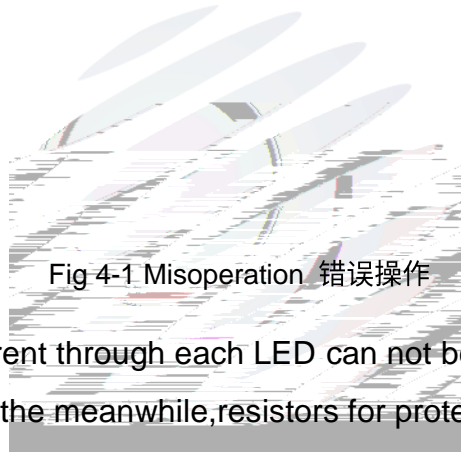 Fig 4-1 Misoperation 错误操作
rent through each LED can not be
the meanwhile,resistors for prote